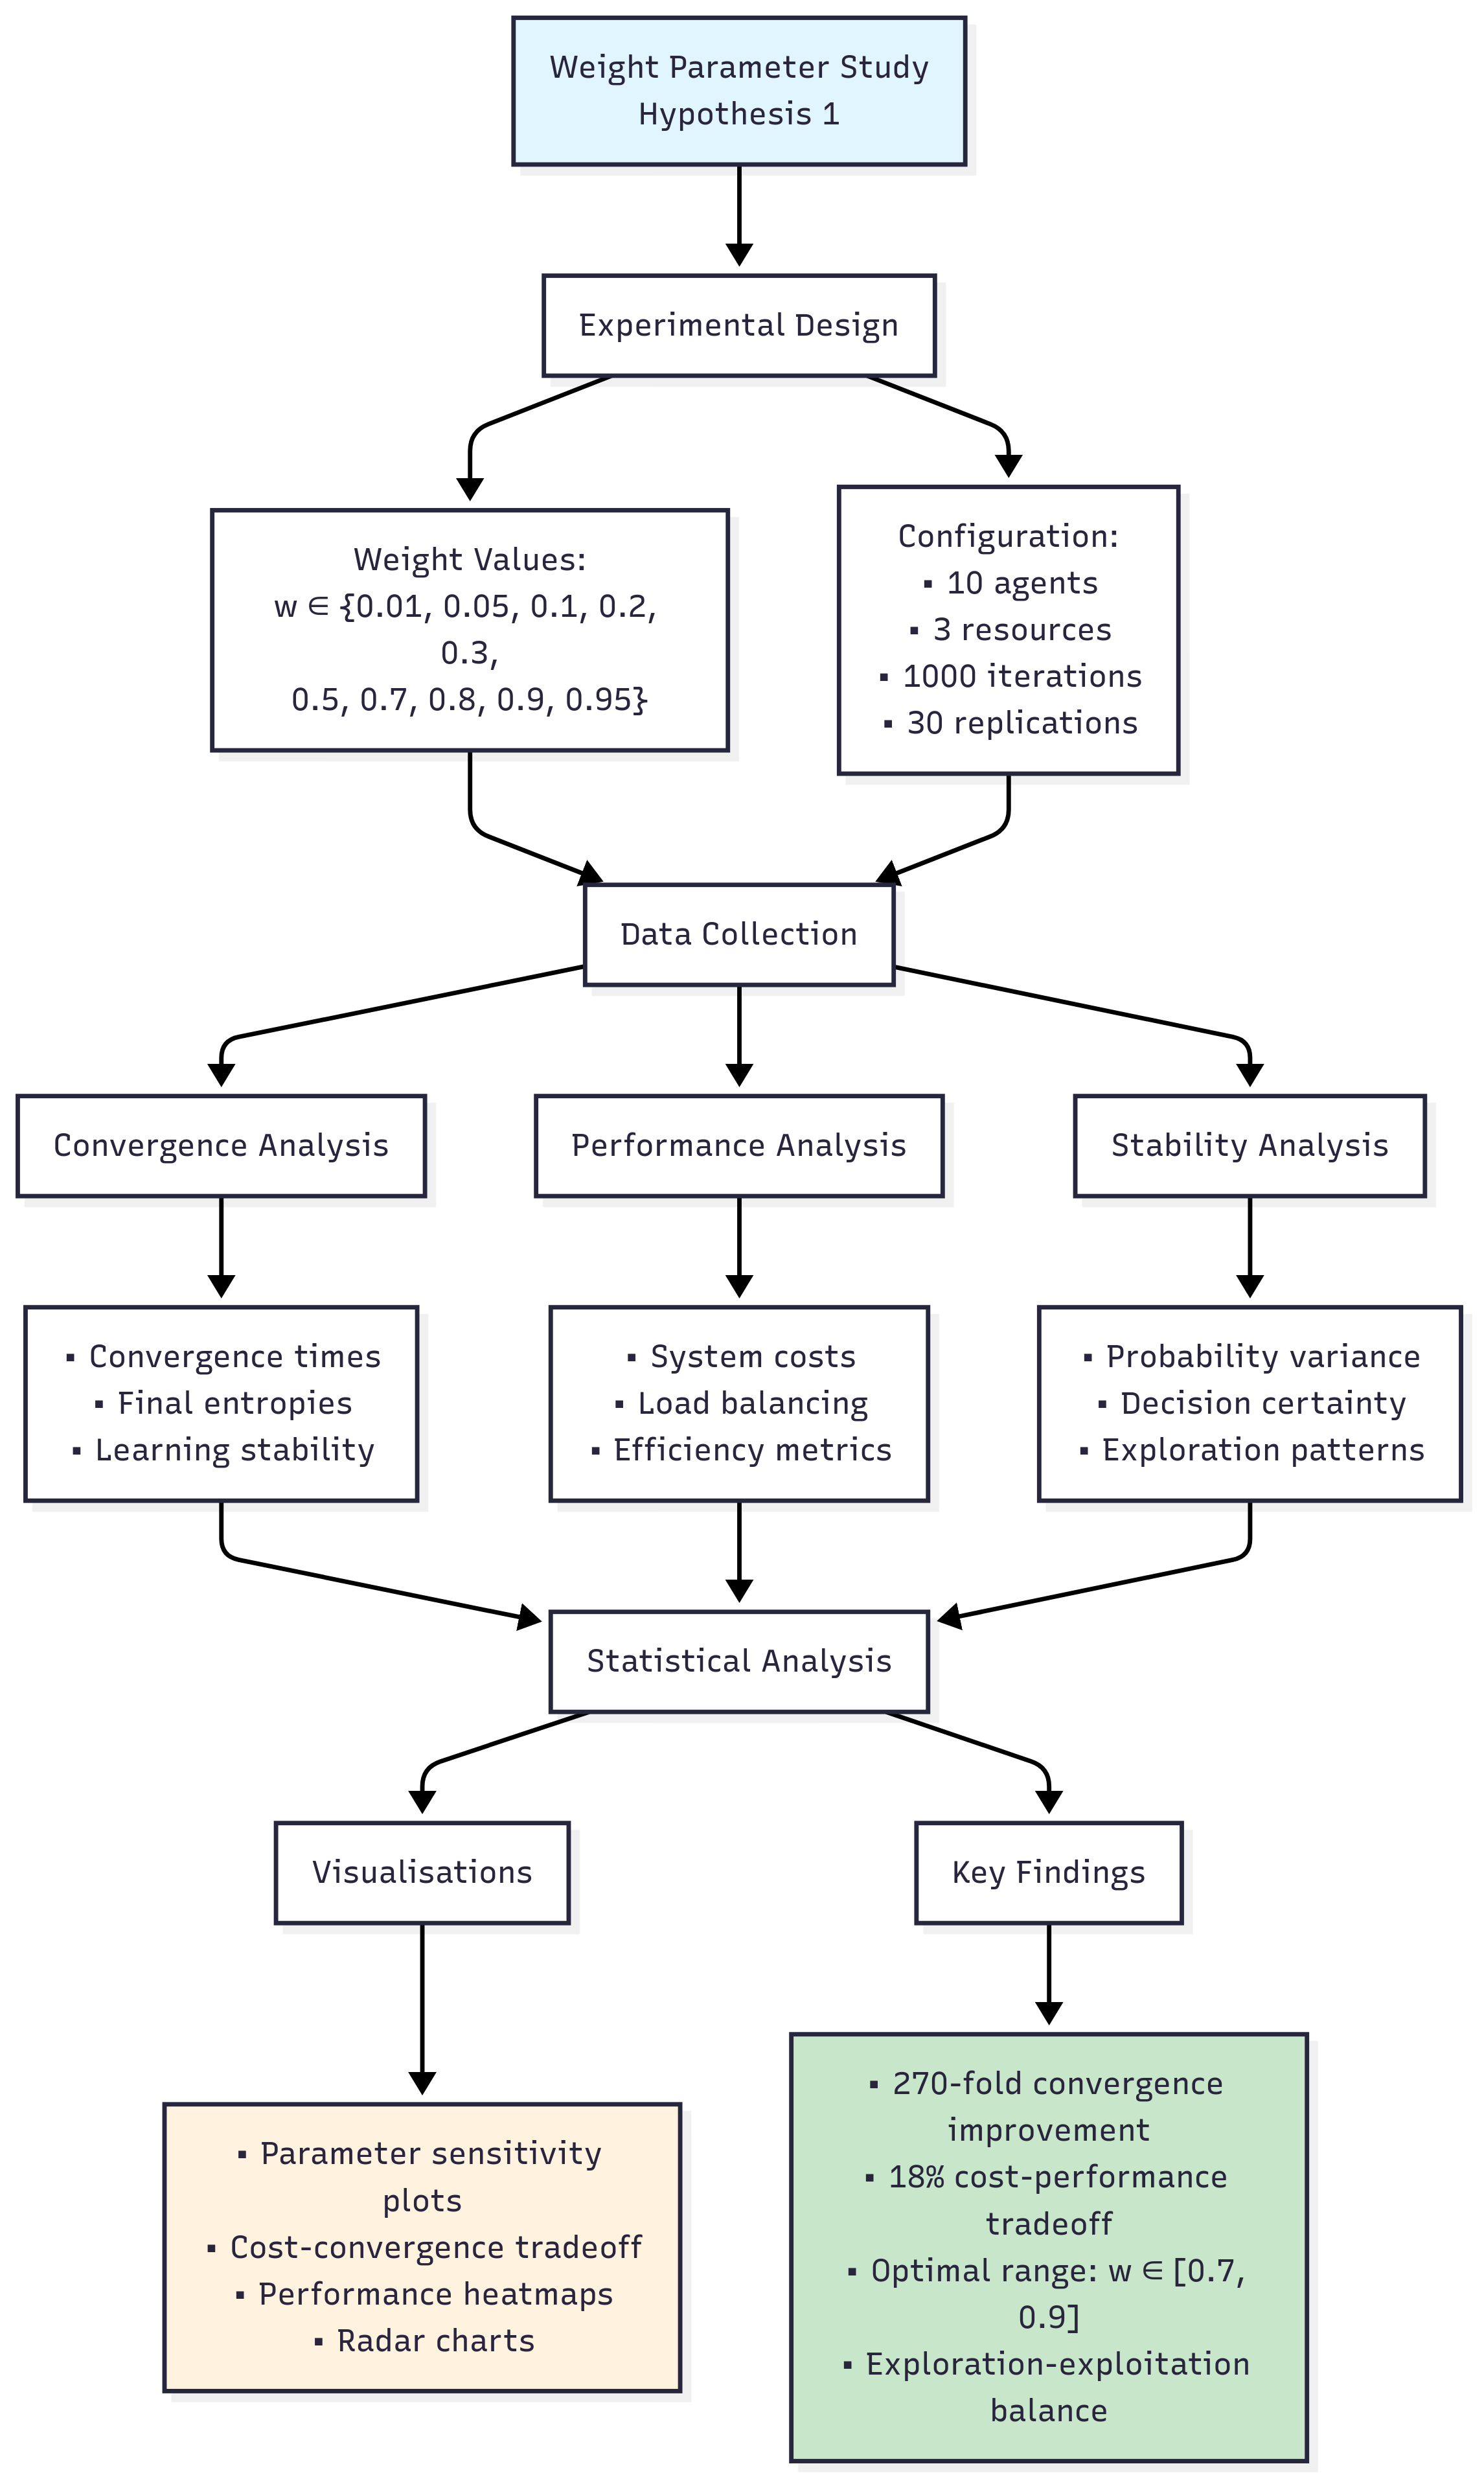 Weight Parameter Study
Hypothesis 1
Experimental Design
Weight Values:
w ∈ {0.01, 0.05, 0.1, 0.2,
0.3,
0.5, 0.7, 0.8, 0.9, 0.95}
Configuration:
▪ 10 agents
▪ 3 resources
▪ 1000 iterations
▪ 30 replications
Data Collection
Convergence Analysis
Performance Analysis
Stability Analysis
▪ Convergence times
▪ Final entropies
▪ Learning stability
▪ System costs
▪ Load balancing
▪ Efficiency metrics
▪ Probability variance
▪ Decision certainty
▪ Exploration patterns
Statistical Analysis
Visualisations
Key Findings
▪ Parameter sensitivity
plots
▪ Cost-convergence tradeoff
▪ Performance heatmaps
▪ Radar charts
▪ 270-fold convergence
improvement
▪ 18% cost-performance
tradeoff
▪ Optimal range: w ∈ [0.7,
0.9]
▪ Exploration-exploitation
balance